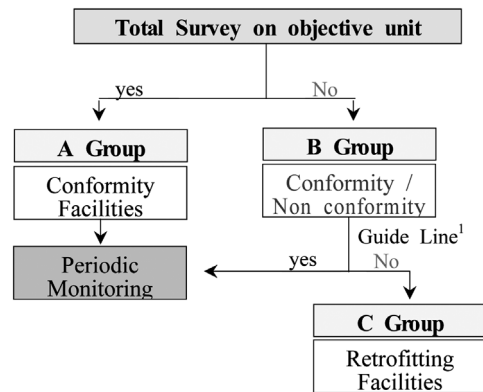 Total Survey on objective unit
yes
No
A Group
B Group
Conformity
Facilities
Conformity /
Non conformity
Guide Line1
yes
No
Periodic
Monitoring
C Group
Retrofitting
Facilities